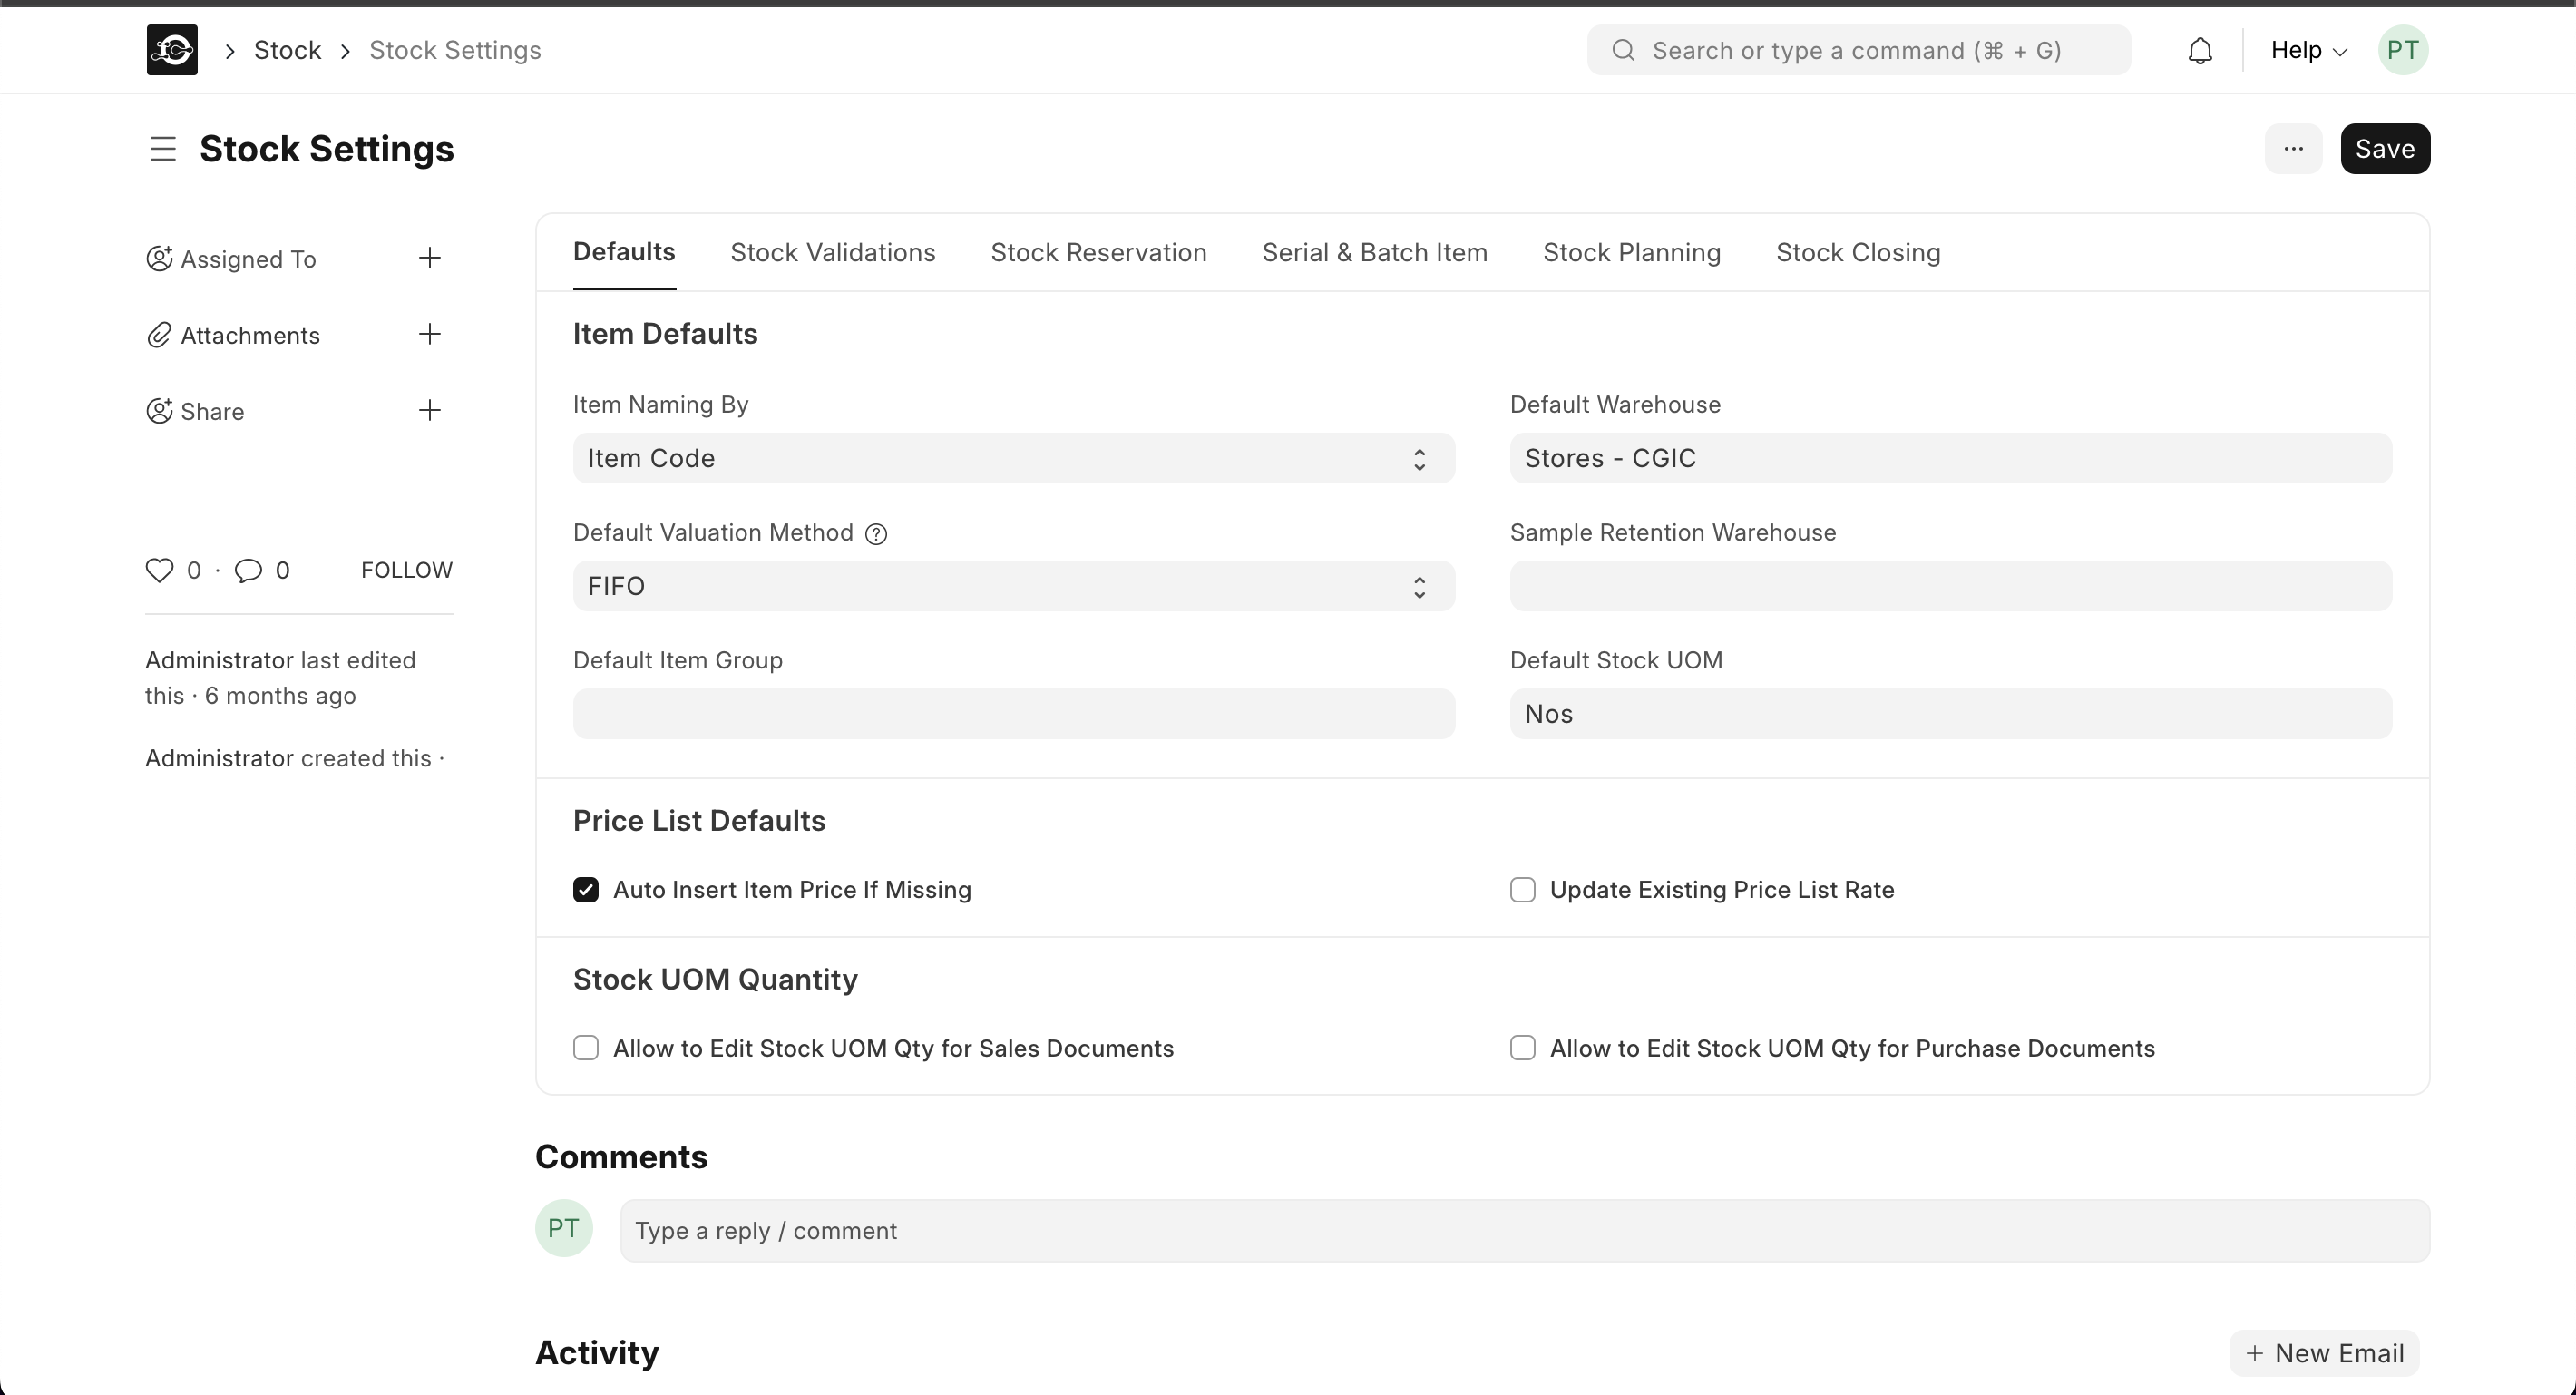 Stock
Stock Settings
Search or type a command (⌘ + G)
Help
PT
Stock Settings
···
Save
Assigned To
Attachments
Share
0 · 0 FOLLOW
Administrator last edited
this · 6 months ago
Administrator created this ·
Defaults
Stock Validations
Stock Reservation
Serial & Batch Item
Stock Planning
Stock Closing
Item Defaults
Item Naming By
Item Code
Default Warehouse
Stores - CGIC
Default Valuation Method
FIFO
Sample Retention Warehouse
Default Item Group
Default Stock UOM
Nos
Price List Defaults
Auto Insert Item Price If Missing
Update Existing Price List Rate
Stock UOM Quantity
Allow to Edit Stock UOM Qty for Sales Documents
Allow to Edit Stock UOM Qty for Purchase Documents
Comments
PT
Type a reply / comment
Activity
+ New Email